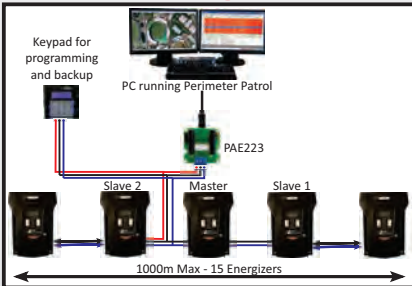 Keypad for
programming
and backup
PC running Perimeter Patrol
PAE223
Slave 2
Master
Slave 1
1000m Max - 15 Energizers